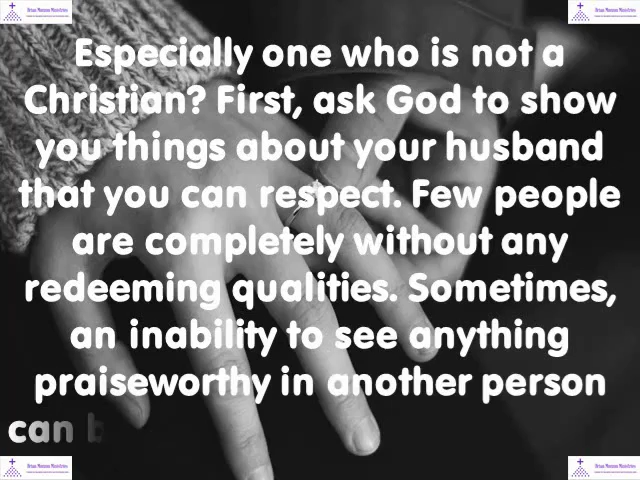 Especially one who is not a
Christian? First, ask God to show
you things about your husband
that you can respect. Few people
are completely without any
redeeming qualities. Sometimes,
an inability to see anything
praiseworthy in another person
can b